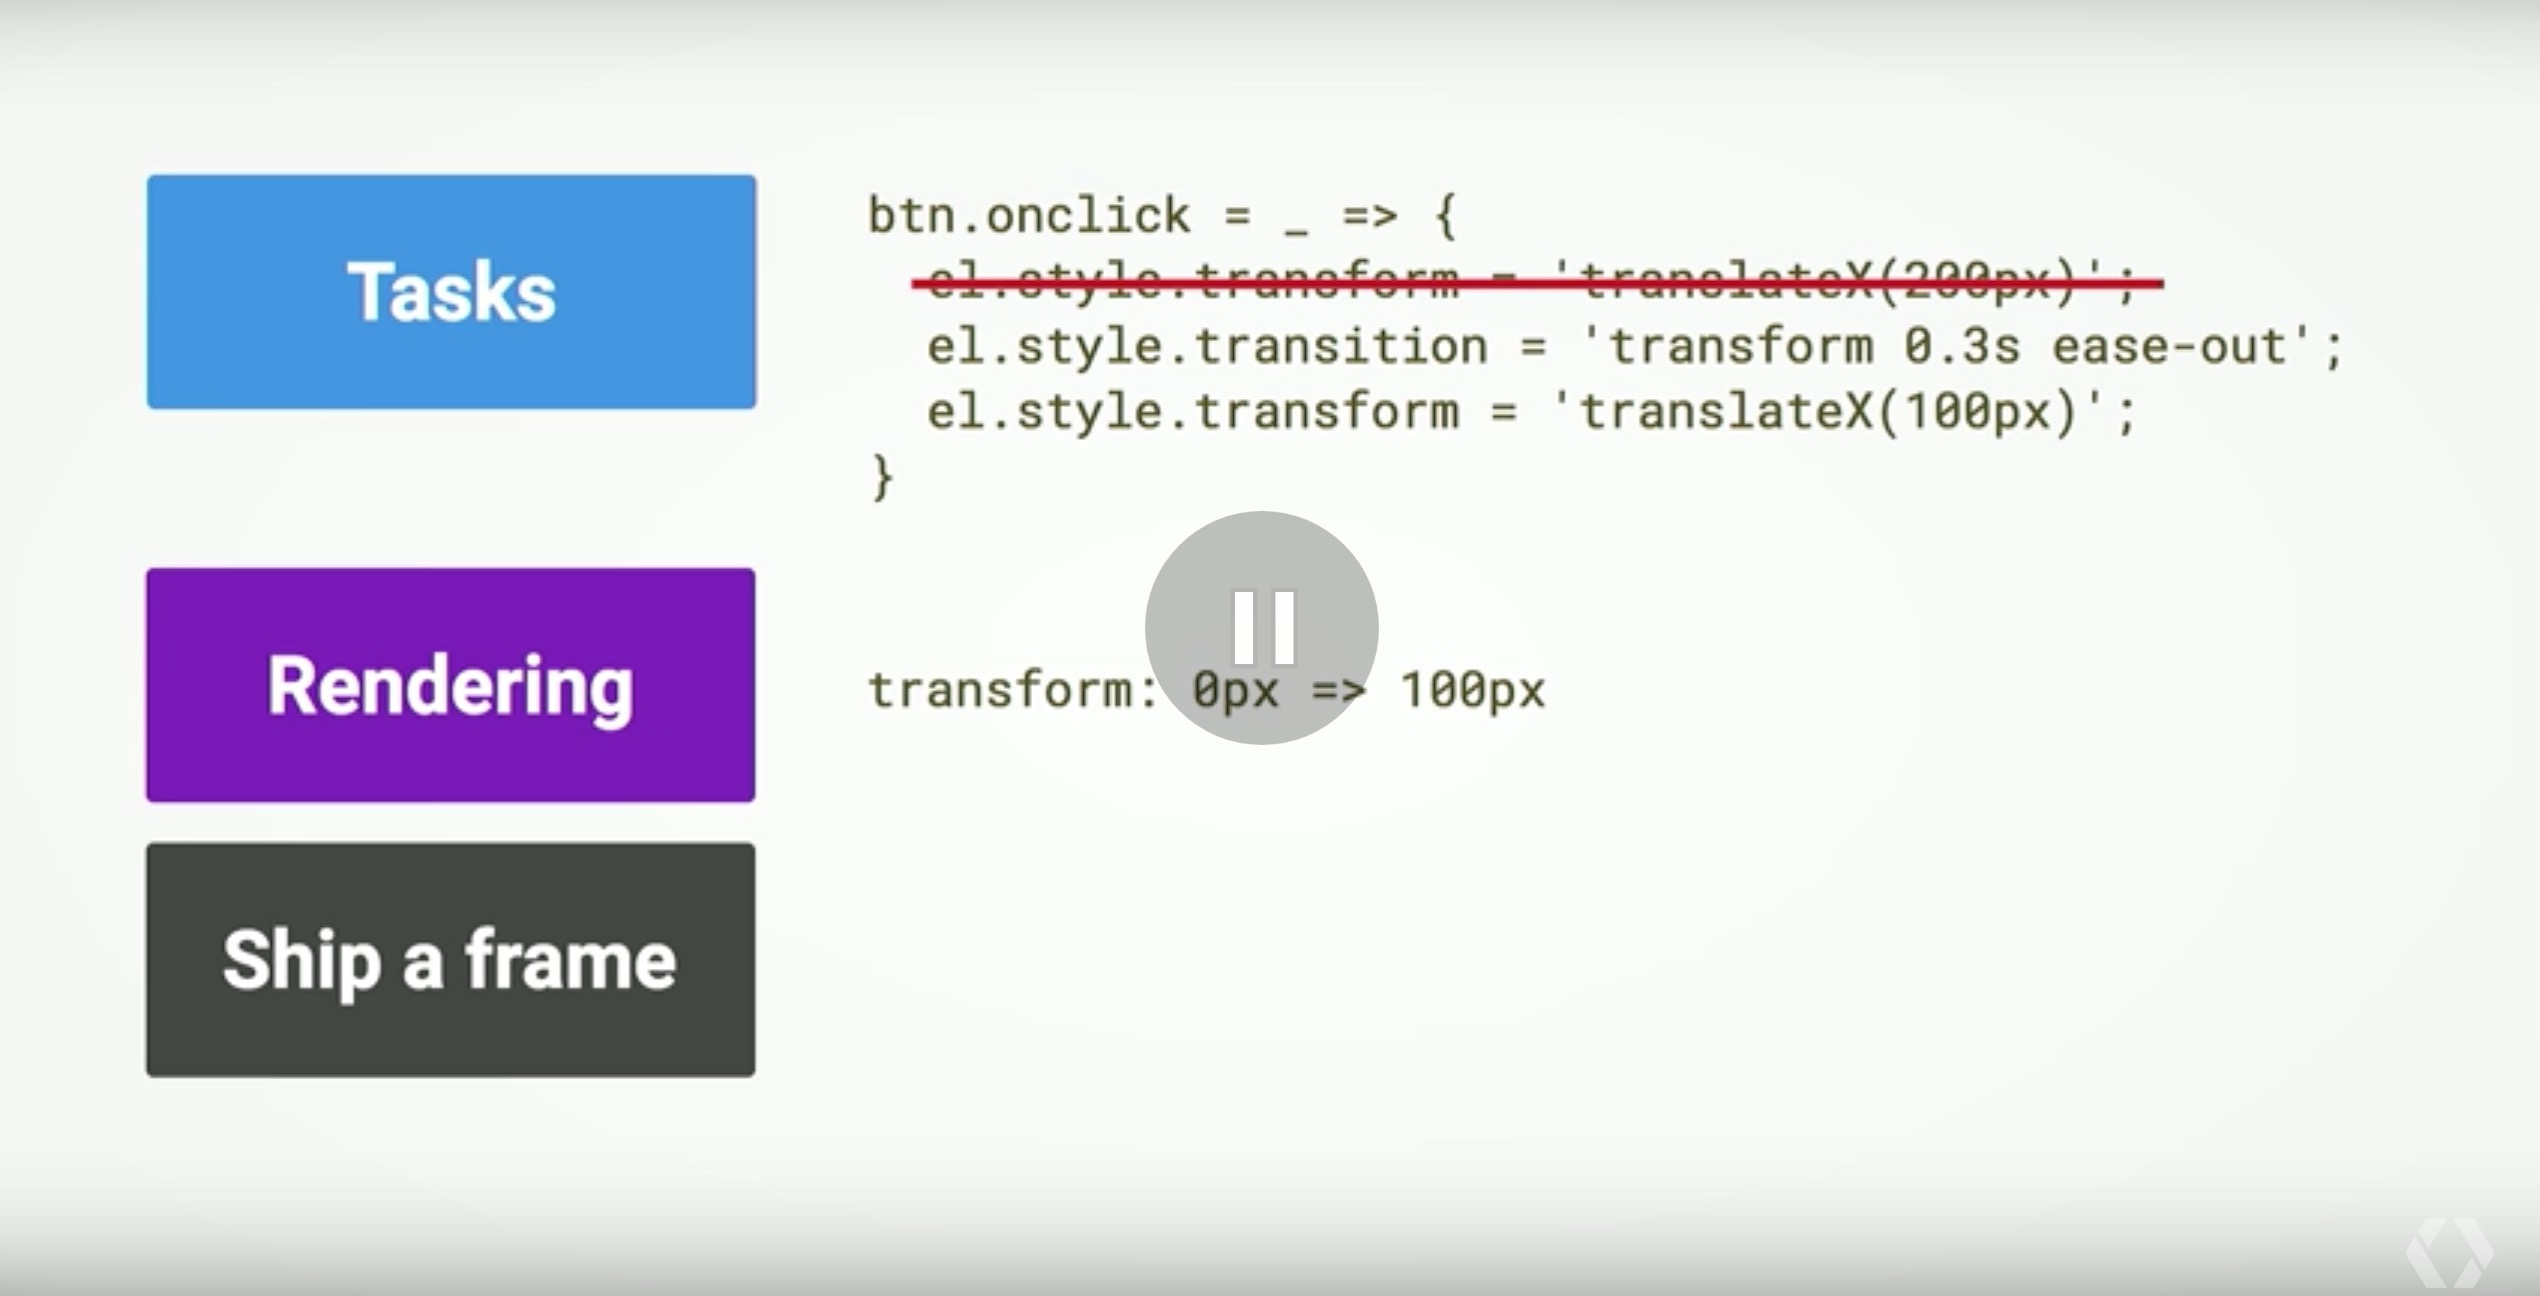 Tasks
btn.onclick = _ => {
el.style.transform = 'translateX(200px)';
el.style.transition = 'transform 0.3s ease-out';
el.style.transform = 'translateX(100px)';
}
Rendering
transform: 0px => 100px
Ship a frame